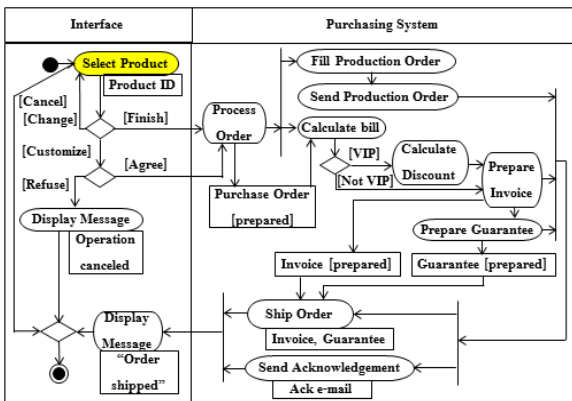 Interface
Purchasing System
Select Product
Product ID
Fill Production Order
Send Production Order
[Cancel]
[Change]
[Finish]
Process
Order
Calculate bill
[VIP]
Calculate
Discount
[Customize]
[Agree]
[Not VIP]
Prepare
Invoice
[Refuse]
Purchase Order
[prepared]
Display Message
Operation
canceled
Prepare Guarantee
Invoice [prepared]
Guarantee [prepared]
Display
Message
“Order
shipped”
Ship Order
Invoice, Guarantee
Send Acknowledgement
Ack e-mail